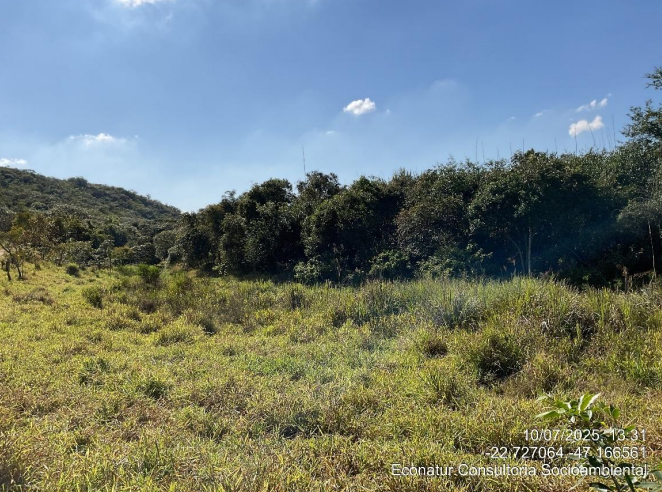 10/07/2025, 13:31
-22,727064, -47,166561
Econatur Consultoria Socioambiental